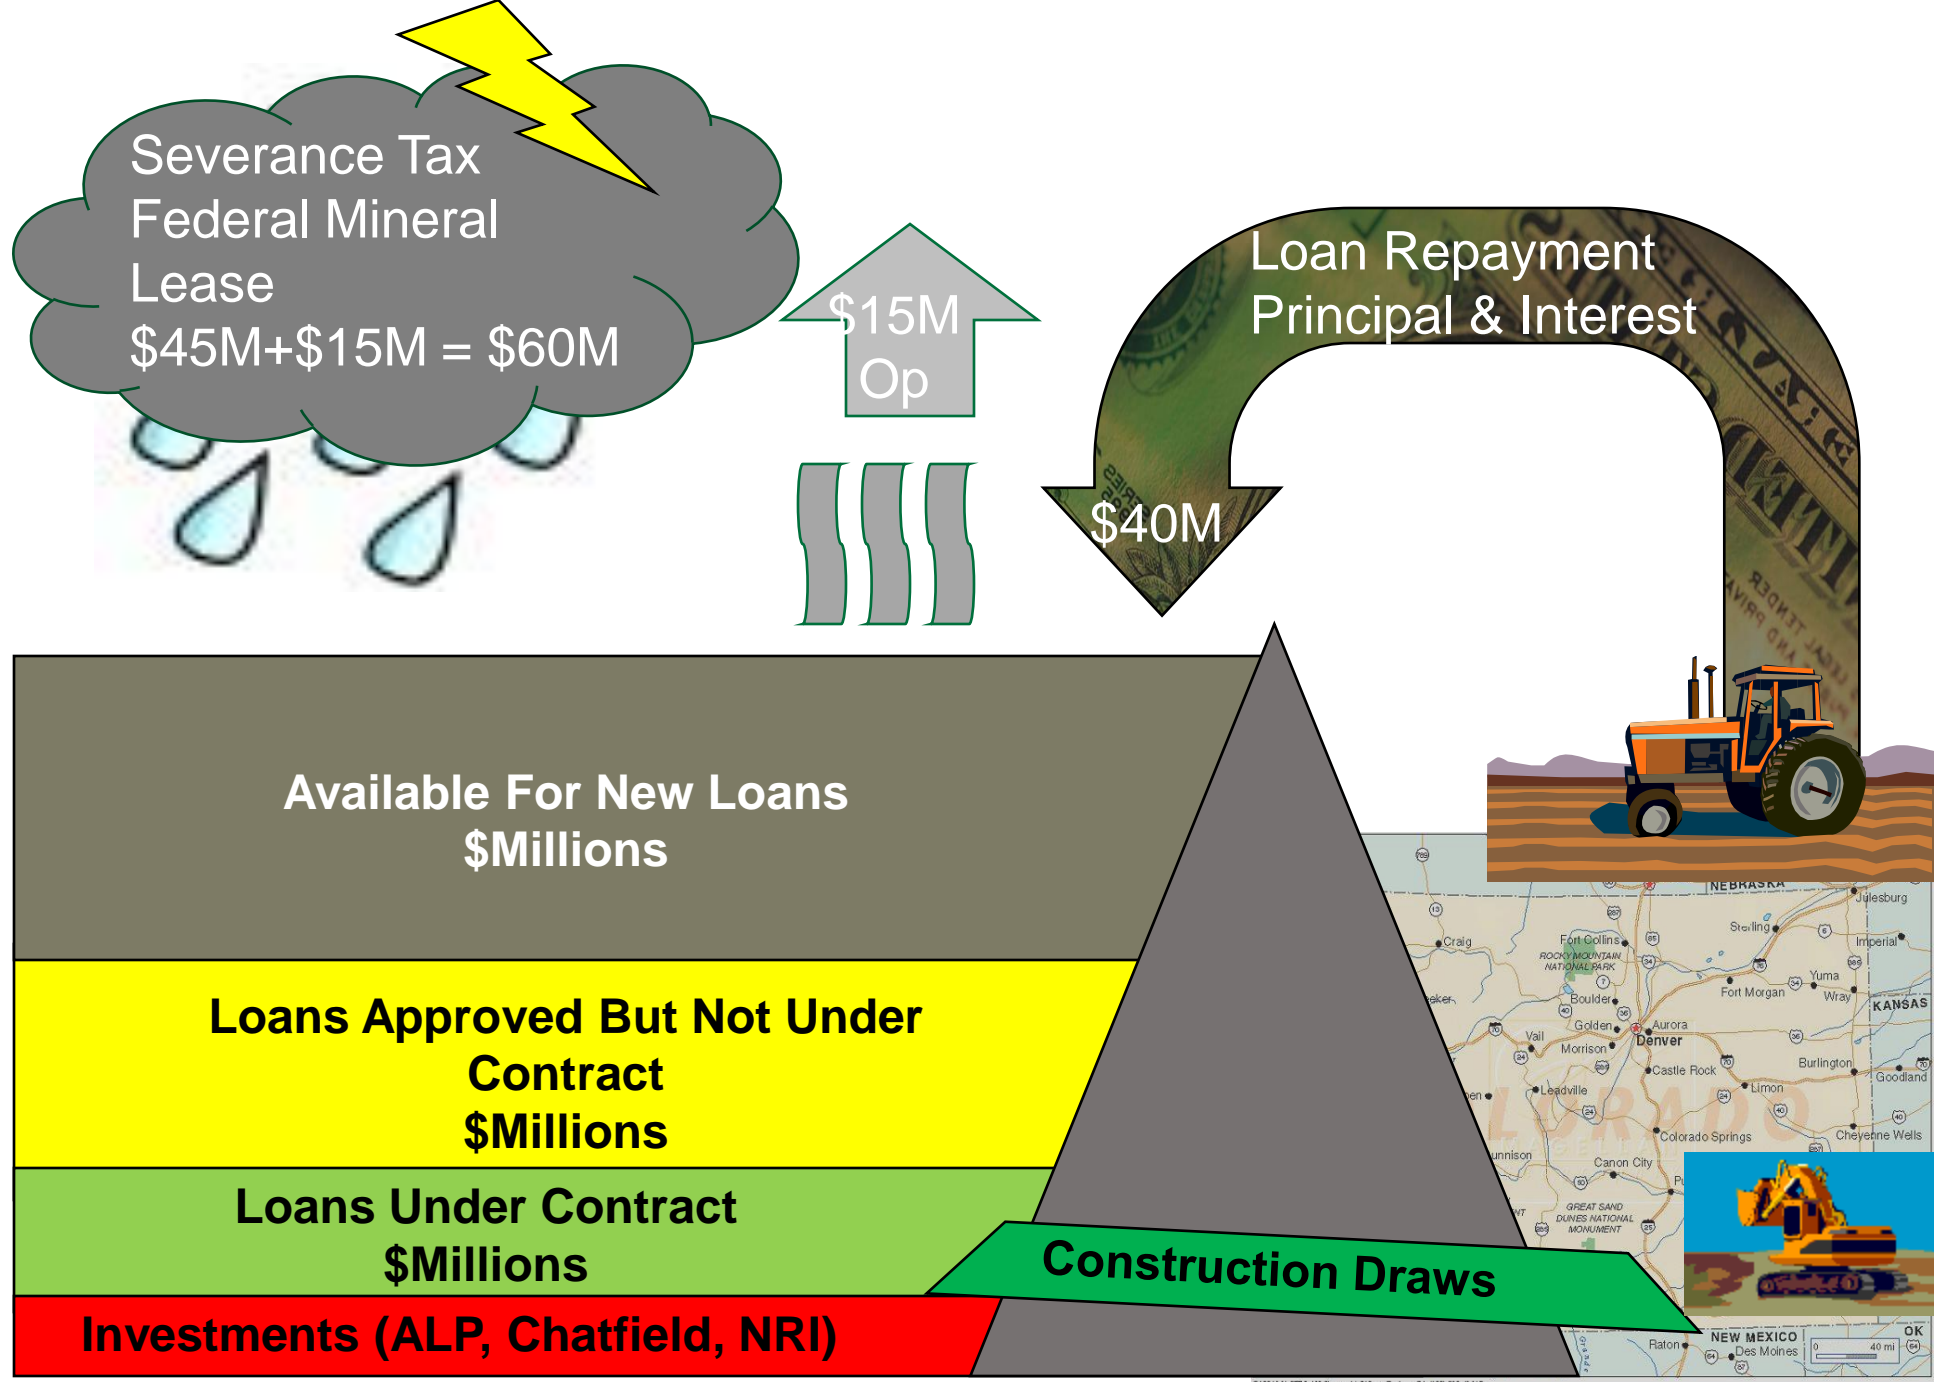 Severance Tax
Federal Mineral
Lease
$45M+$15M = $60M
$15M
Op
Loan Repayment
Principal & Interest
$40M
Available For New Loans
$Millions
Loans Approved But Not Under
Contract
$Millions
Loans Under Contract
$Millions
Investments (ALP, Chatfield, NRI)
Construction Draws
NEBRASKA
Julesburg
Craig
Fort Collins
Sterling
Imperial
ROCKY MOUNTAIN
NATIONAL PARK
Yuma
Fort Morgan
Wray
Boulder
KANSAS
Golden
Aurora
Vail
Morrison
Denver
Castle Rock
Burlington
Goodland
Leadville
Limon
Colorado Springs
Cheyenne Wells
Canon City
GREAT SAND
DUNES NATIONAL
MONUMENT
Raton
NEW MEXICO
Des Moines
0 40 mi
OK